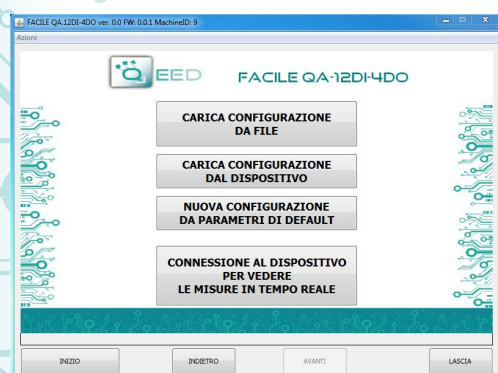 FACILE QA.12DI-4DO ver. 0.0 FW: 0.0.1 MachineID: 9
Azioni
QEED
FACILE QA-12DI-4DO
CARICA CONFIGURAZIONE
DA FILE
CARICA CONFIGURAZIONE
DAL DISPOSITIVO
NUOVA CONFIGURAZIONE
DA PARAMETRI DI DEFAULT
CONNESSIONE AL DISPOSITIVO
PER VEDERE
LE MISURE IN TEMPO REALE
INIZIO
INDIETRO
AVANTI
LASCIA